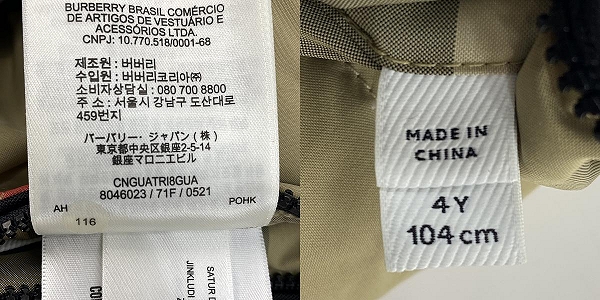 BURBERRY BRASIL COMÉRCIO
DE ARTIGOS DE VESTUÁRIO E
ACESSÓRIOS LTDA.
CNPJ: 10.770.518/0001-68
제조원 : 버버리
수입원 : 버버리코리아㈜
소비자상담실 : 080 700 8800
주 소 : 서울시 강남구 도산대로
459번지
バーバリー・ジャパン (株)
東京都中央区銀座2-5-14
銀座マロニエビル
CNGUATRI8GUA
8046023 / 71F / 0521
AH
POHK
116
SATUR D
JINKLUDI
MADE IN
CHINA
4Y
104 cm